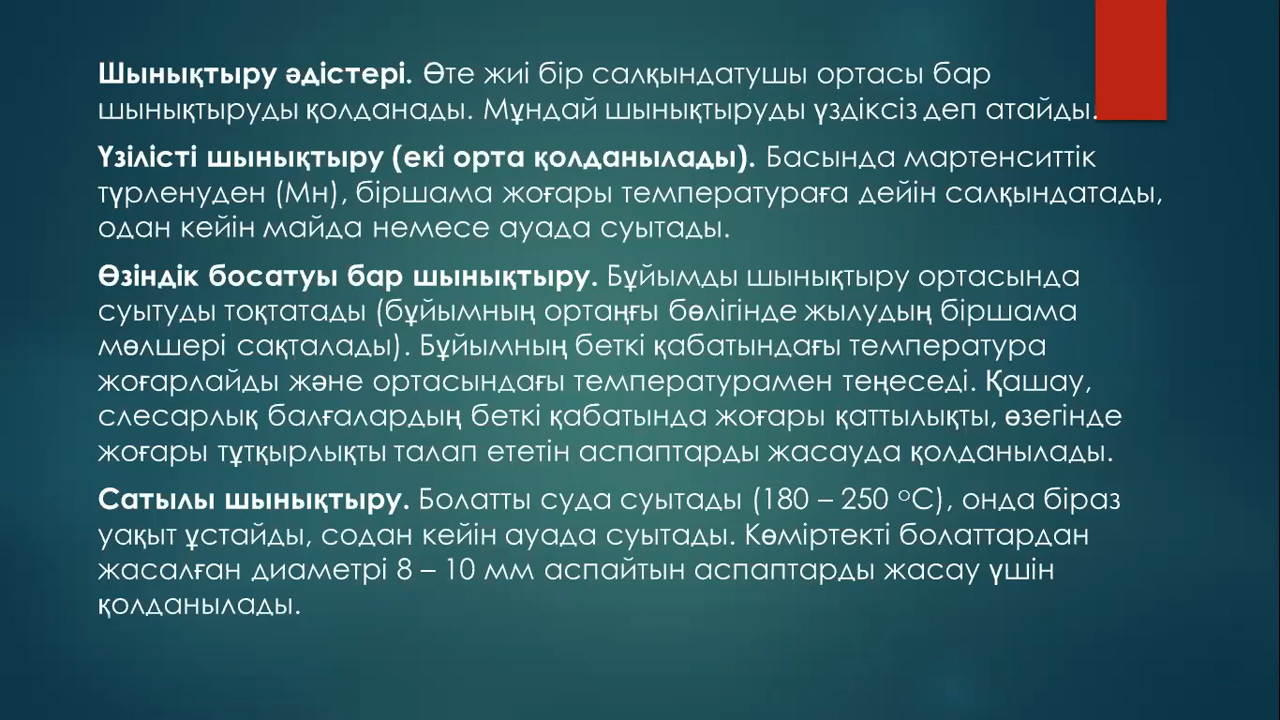 Шынықтыру әдістері. Өте жиі бір салқындатушы ортасы бар
шынықтыруды қолданады. Мұндай шынықтыруды үздіксіз деп атайды.
Үзілісті шынықтыру (екі орта қолданылады). Басында мартенситтік
түрленуден (Мн), біршама жоғары температураға дейін салқындатады,
одан кейін майда немесе ауада суытады.
Өзіндік босатуы бар шынықтыру. Бұйымды шынықтыру ортасында
суытуды тоқтатады (бұйымның ортаңғы бөлігінде жылудың біршама
мөлшері сақталады). Бұйымның беткі қабатындағы температура
жоғарлайды және ортасындағы температурамен теңеседі. Қашау,
слесарлық балғалардың беткі қабатында жоғары қаттылықты, өзегінде
жоғары тұтқырлықты талап ететін аспаптарды жасауда қолданылады.
Сатылы шынықтыру. Болатты суда суытады (180 – 250 °С), онда біраз
уақыт ұстайды, содан кейін ауада суытады. Көміртекті болаттардан
жасалған диаметрі 8 – 10 мм аспайтын аспаптарды жасау үшін
қолданылады.